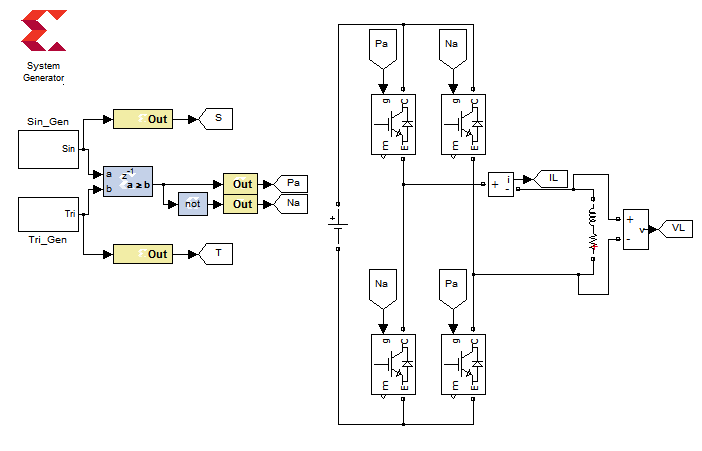 System
Generator
Sin_Gen
Sin
Out
S
a
b
z⁻¹
a ≥ b
not
Out
Pa
Out
Na
Tri
Tri_Gen
Out
T
Pa
Na
g
C
m
E
g
C
m
E
+
i
-
IL
+
-
v
VL
+
Na
Pa
g
C
m
E
g
C
m
E